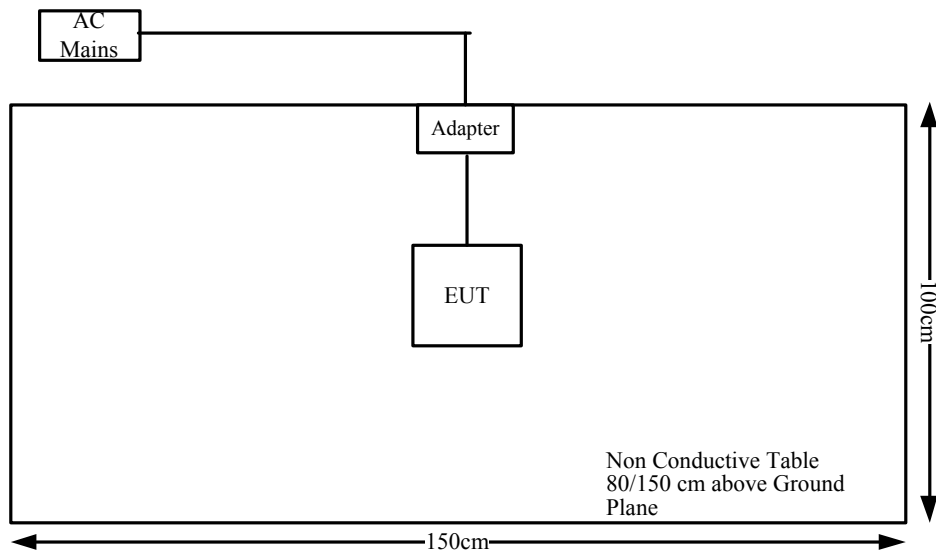 AC
Mains
Adapter
EUT
100cm
Non Conductive Table
80/150 cm above Ground
Plane
150cm